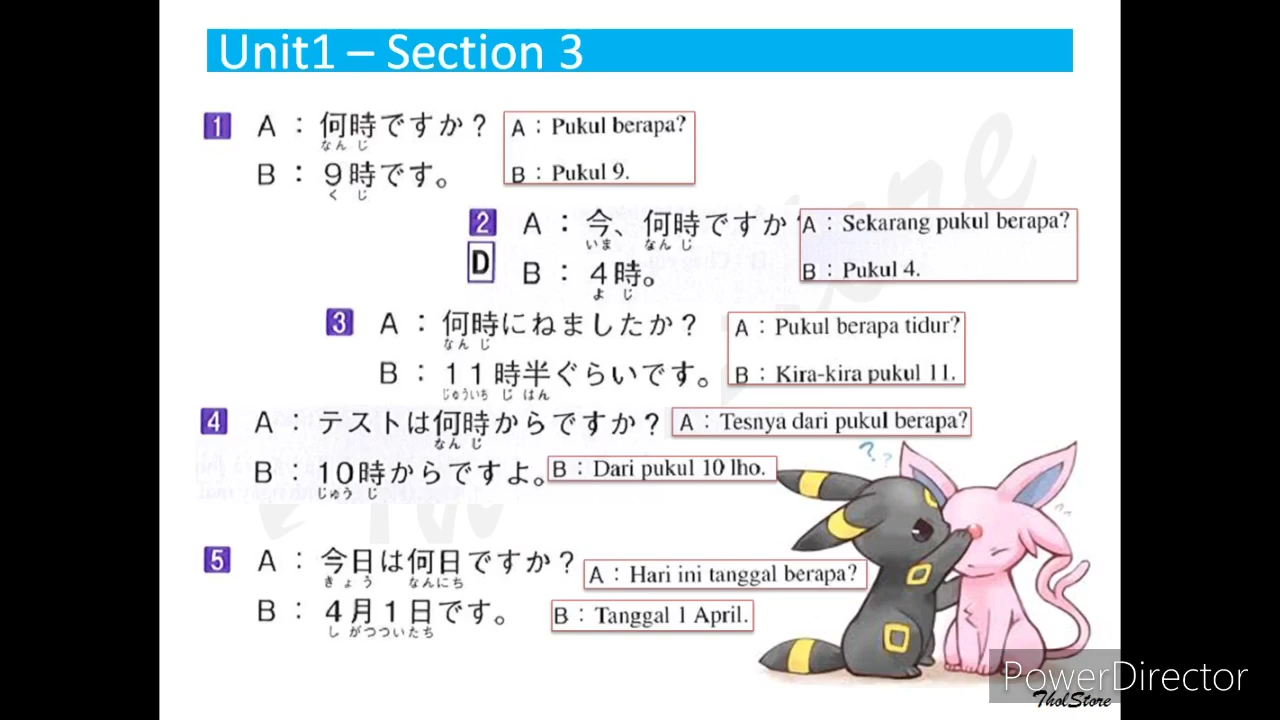 Unit1 – Section 3
1 A：何時ですか？
なんじ
A : Pukul berapa?
B：９時です。
くじ
B : Pukul 9.
2 A：今、何時ですか
いま なんじ
A : Sekarang pukul berapa?
D B：４時。
よじ
B : Pukul 4.
3 A：何時にねましたか？
なんじ
A : Pukul berapa tidur?
B：１１時半ぐらいです。
じゅういち じ はん
B : Kira-kira pukul 11.
4 A：テストは何時からですか？
なんじ
A : Tesnya dari pukul berapa?
B：10時からですよ。
じゅうじ
B : Dari pukul 10 lho.
5 A：今日は何日ですか？
きょう なんにち
A : Hari ini tanggal berapa?
B：４月１日です。
しがつついたち
B : Tanggal 1 April.
??
PowerDirector
TholStore